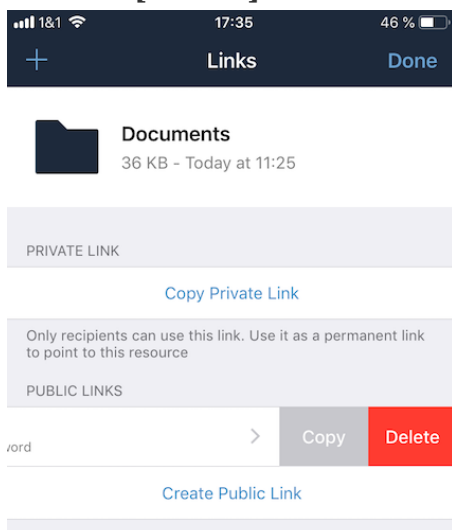 1&1 17:35 46 %
+ Links Done
Documents
36 KB - Today at 11:25
PRIVATE LINK
Copy Private Link
Only recipients can use this link. Use it as a permanent link
to point to this resource
PUBLIC LINKS
Copy Delete
Create Public Link